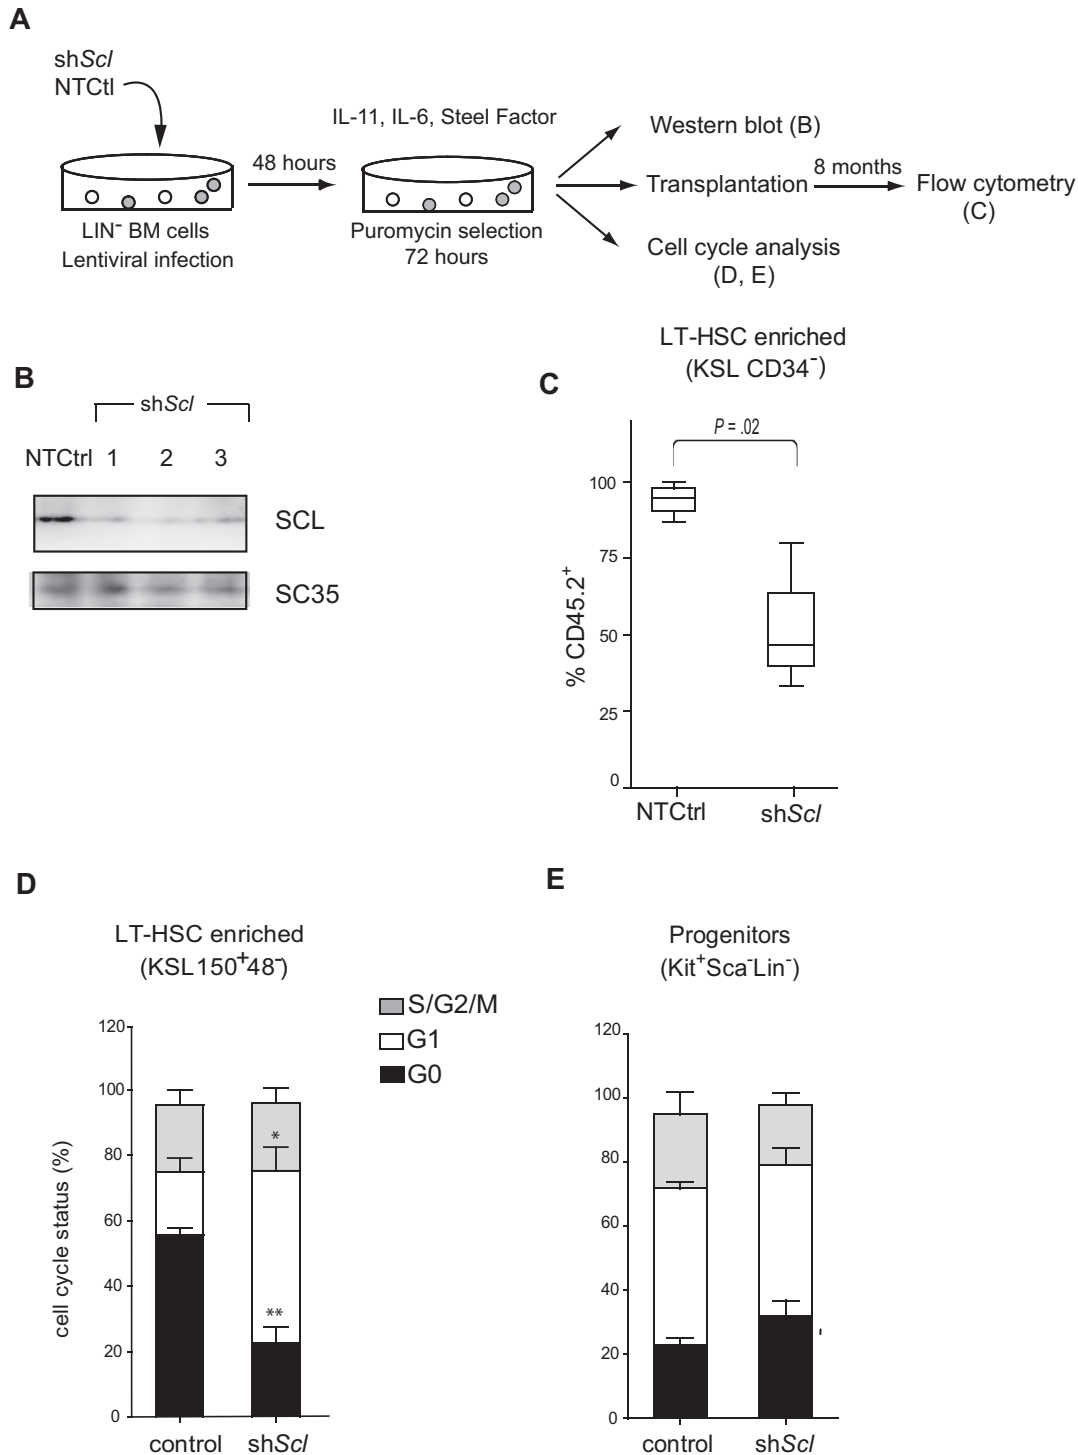 A
shScl
NTCtl
IL-11, IL-6, Steel Factor
48 hours
LIN⁻ BM cells
Lentiviral infection
Puromycin selection
72 hours
Western blot (B)
Transplantation
8 months
Flow cytometry
(C)
Cell cycle analysis
(D, E)
B
shScl
NTCtrl 1 2 3
SCL
SC35
C
LT-HSC enriched
(KSL CD34⁻)
P = .02
% CD45.2⁺
100
75
50
25
0
NTCtrl shScl
D
LT-HSC enriched
(KSL150⁺48⁻)
cell cycle status (%)
120
100
80
60
40
20
0
*
**
control shScl
S/G2/M
G1
G0
E
Progenitors
(Kit⁺Sca⁻Lin⁻)
120
100
80
60
40
20
0
control shScl